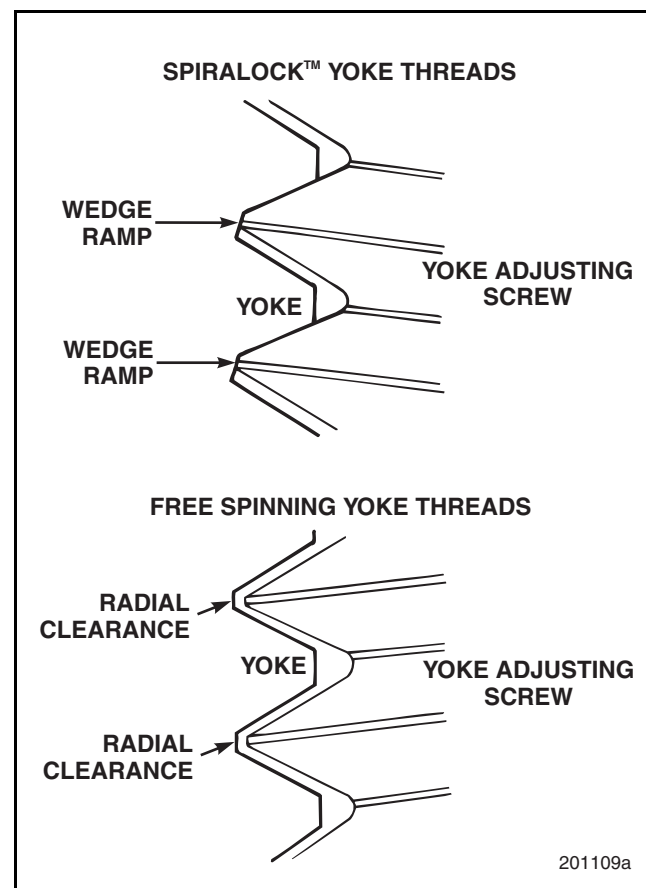 SPIRALOCK™ YOKE THREADS
WEDGE
RAMP
YOKE ADJUSTING
SCREW
YOKE
WEDGE
RAMP
FREE SPINNING YOKE THREADS
RADIAL
CLEARANCE
YOKE
YOKE ADJUSTING
SCREW
RADIAL
CLEARANCE
201109a